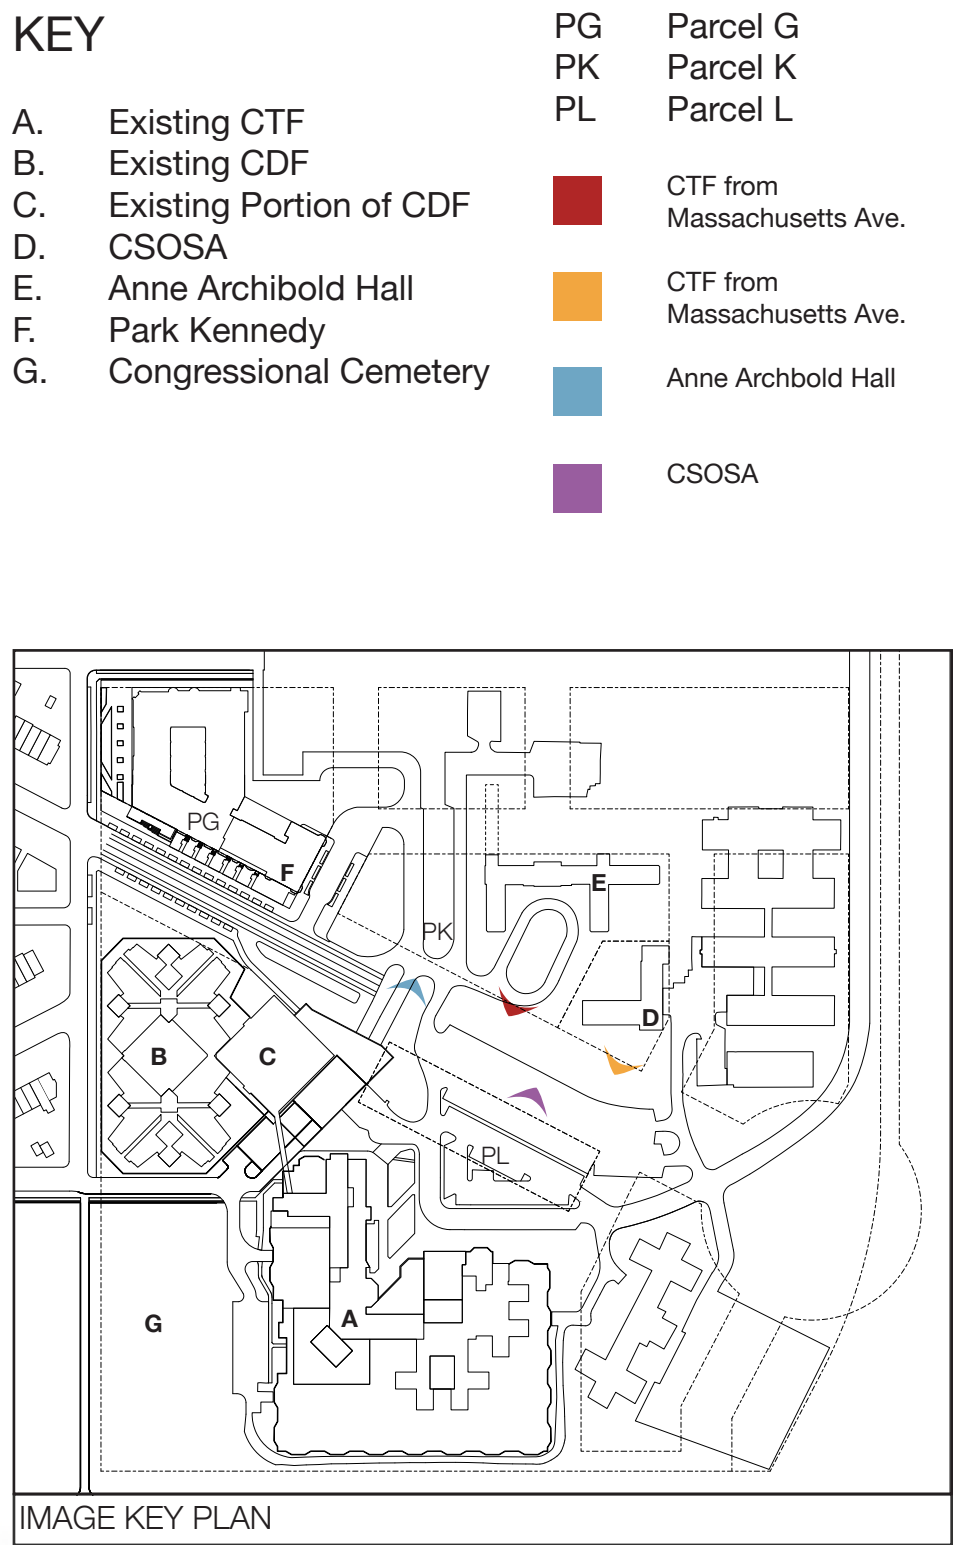 KEY
A. Existing CTF
B. Existing CDF
C. Existing Portion of CDF
D. CSOSA
E. Anne Archibold Hall
F. Park Kennedy
G. Congressional Cemetery
PG Parcel G
PK Parcel K
PL Parcel L
CTF from
Massachusetts Ave.
CTF from
Massachusetts Ave.
Anne Archbold Hall
CSOSA
PG
F
E
PK
D
B
C
PL
A
G
IMAGE KEY PLAN